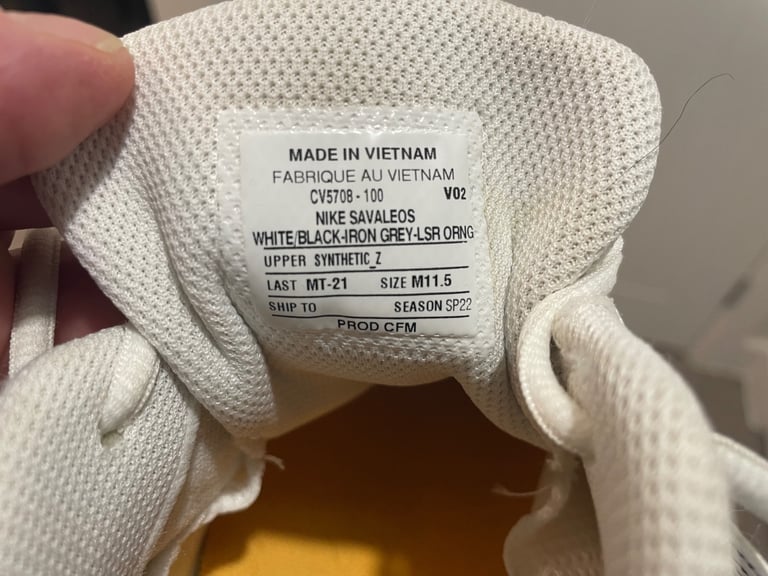 MADE IN VIETNAM
FABRIQUE AU VIETNAM
CV5708-100 V02
NIKE SAVALEOS
WHITE/BLACK-IRON GREY-LSR ORNG
UPPER SYNTHETIC_Z
LAST MT-21 SIZE M11.5
SHIP TO SEASON SP22
PROD CFM